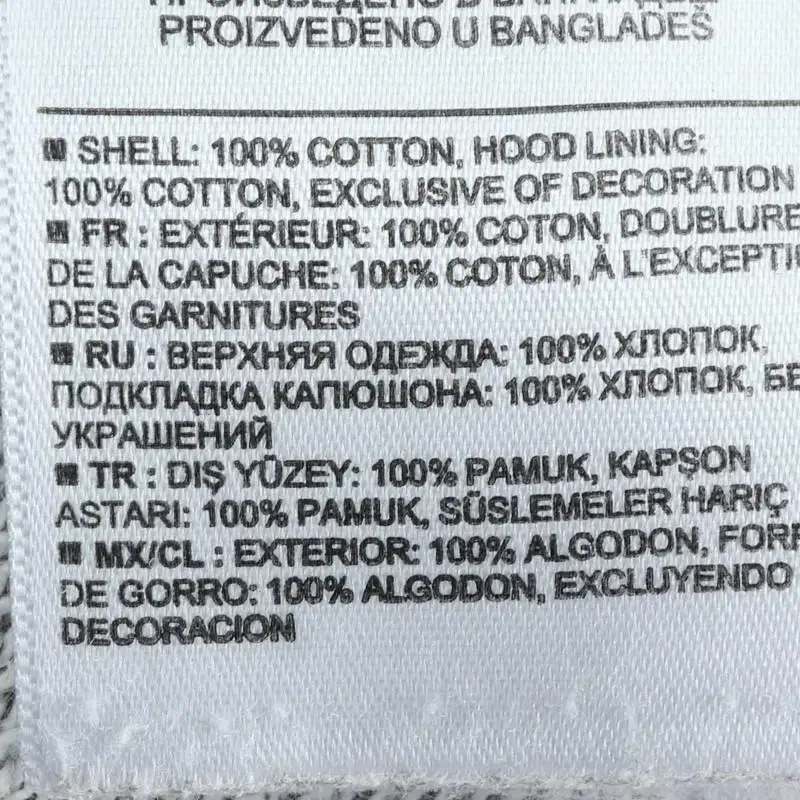 PROIZVEDENO U BANGLADEŠ
SHELL: 100% COTTON, HOOD LINING:
100% COTTON, EXCLUSIVE OF DECORATION
FR : EXTÉRIEUR: 100% COTON, DOUBLURE
DE LA CAPUCHE: 100% COTON, À L'EXCEPTI
DES GARNITURES
RU : ВЕРХНЯЯ ОДЕЖДА: 100% ХЛОПОК,
ПОДКЛАДКА КАПЮШОНА: 100% ХЛОПОК, БЕ
УКРАШЕНИЙ
TR : DIŞ YÜZEY: 100% PAMUK, KAPŞON
ASTARI: 100% PAMUK, SÜSLEMELER HARİÇ
MX/CL : EXTERIOR: 100% ALGODON, FORR
DE GORRO: 100% ALGODON, EXCLUYENDO
DECORACION